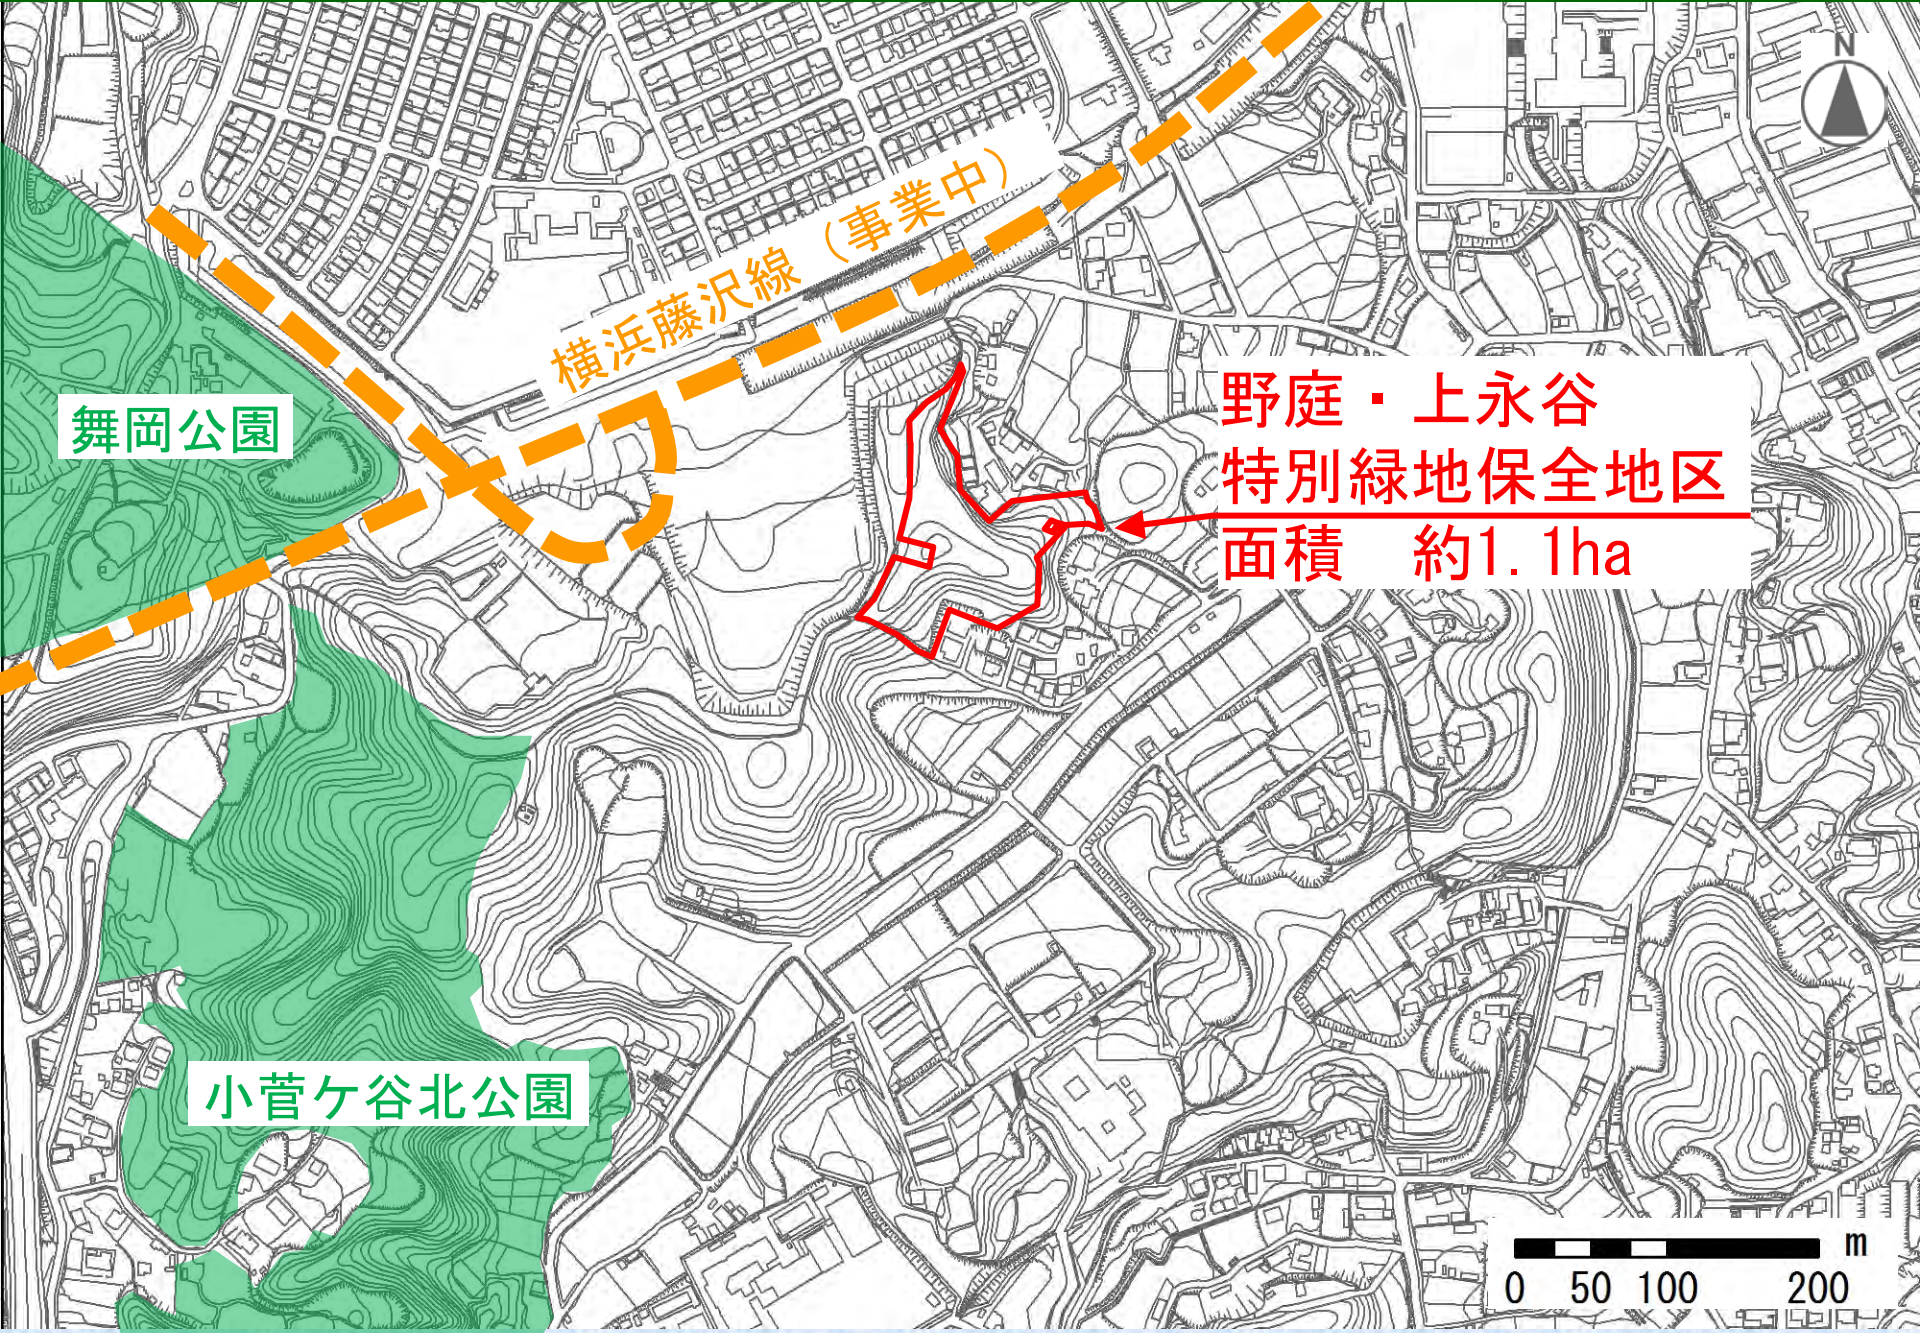 N
横浜藤沢線（事業中）
舞岡公園
野庭・上永谷
特別緑地保全地区
面積　約1.1ha
小菅ケ谷北公園
m
0 50 100 200